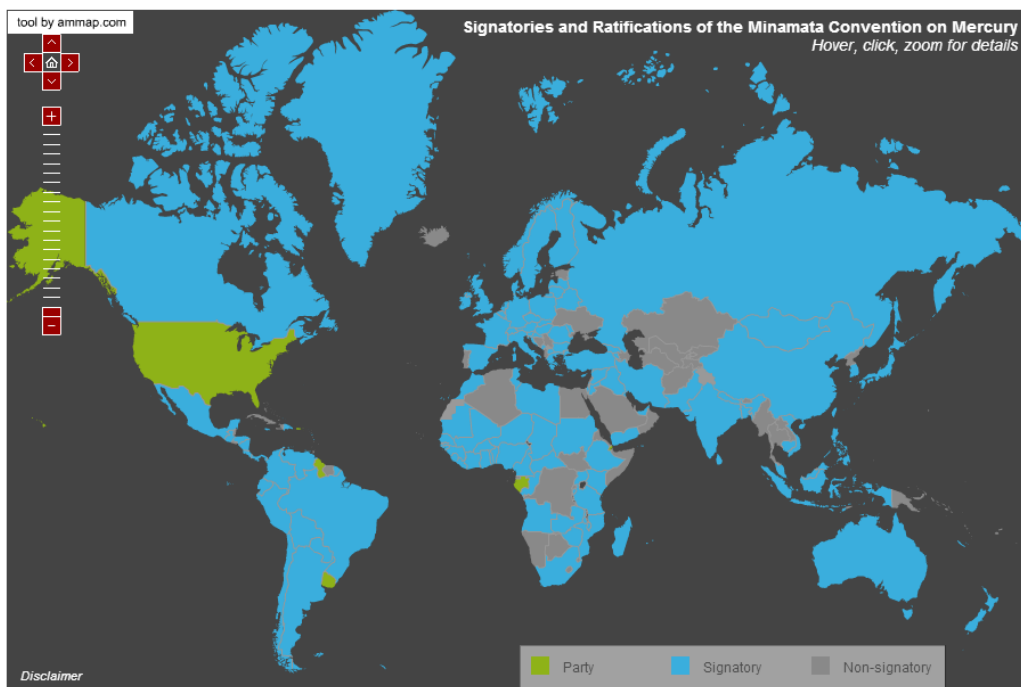 tool by ammap.com
Signatories and Ratifications of the Minamata Convention on Mercury
Hover, click, zoom for details
Disclaimer
Party
Signatory
Non-signatory